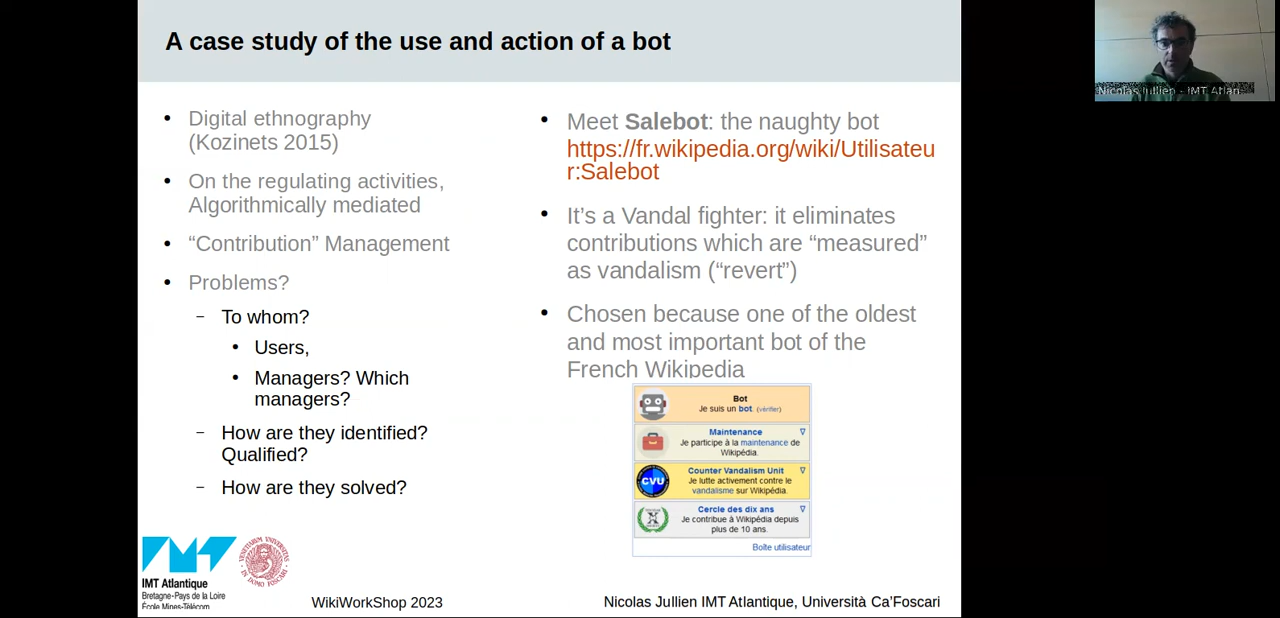 A case study of the use and action of a bot
Digital ethnography
(Kozinets 2015)
On the regulating activities,
Algorithmically mediated
“Contribution” Management
Problems?
To whom?
Users,
Managers? Which
managers?
How are they identified?
Qualified?
How are they solved?
Meet Salebot: the naughty bot
https://fr.wikipedia.org/wiki/Utilisateu
r:Salebot
It’s a Vandal fighter: it eliminates
contributions which are “measured”
as vandalism (“revert”)
Chosen because one of the oldest
and most important bot of the
French Wikipedia
Bot
Je suis un bot (vérifier)
Maintenance
Je participe à la maintenance de
Wikipédia.
CVU
Counter Vandalism Unit
Je lutte activement contre le
vandalisme sur Wikipédia.
X
Cercle des dix ans
Je contribue à Wikipédia depuis
plus de 10 ans.
Boîte utilisateur
IMT Atlantique
Bretagne-Pays de la Loire
École Mines-Télécom
WikiWorkShop 2023
Nicolas Jullien IMT Atlantique, Università Ca’Foscari
Nicolas Jullien - IMT Atlan